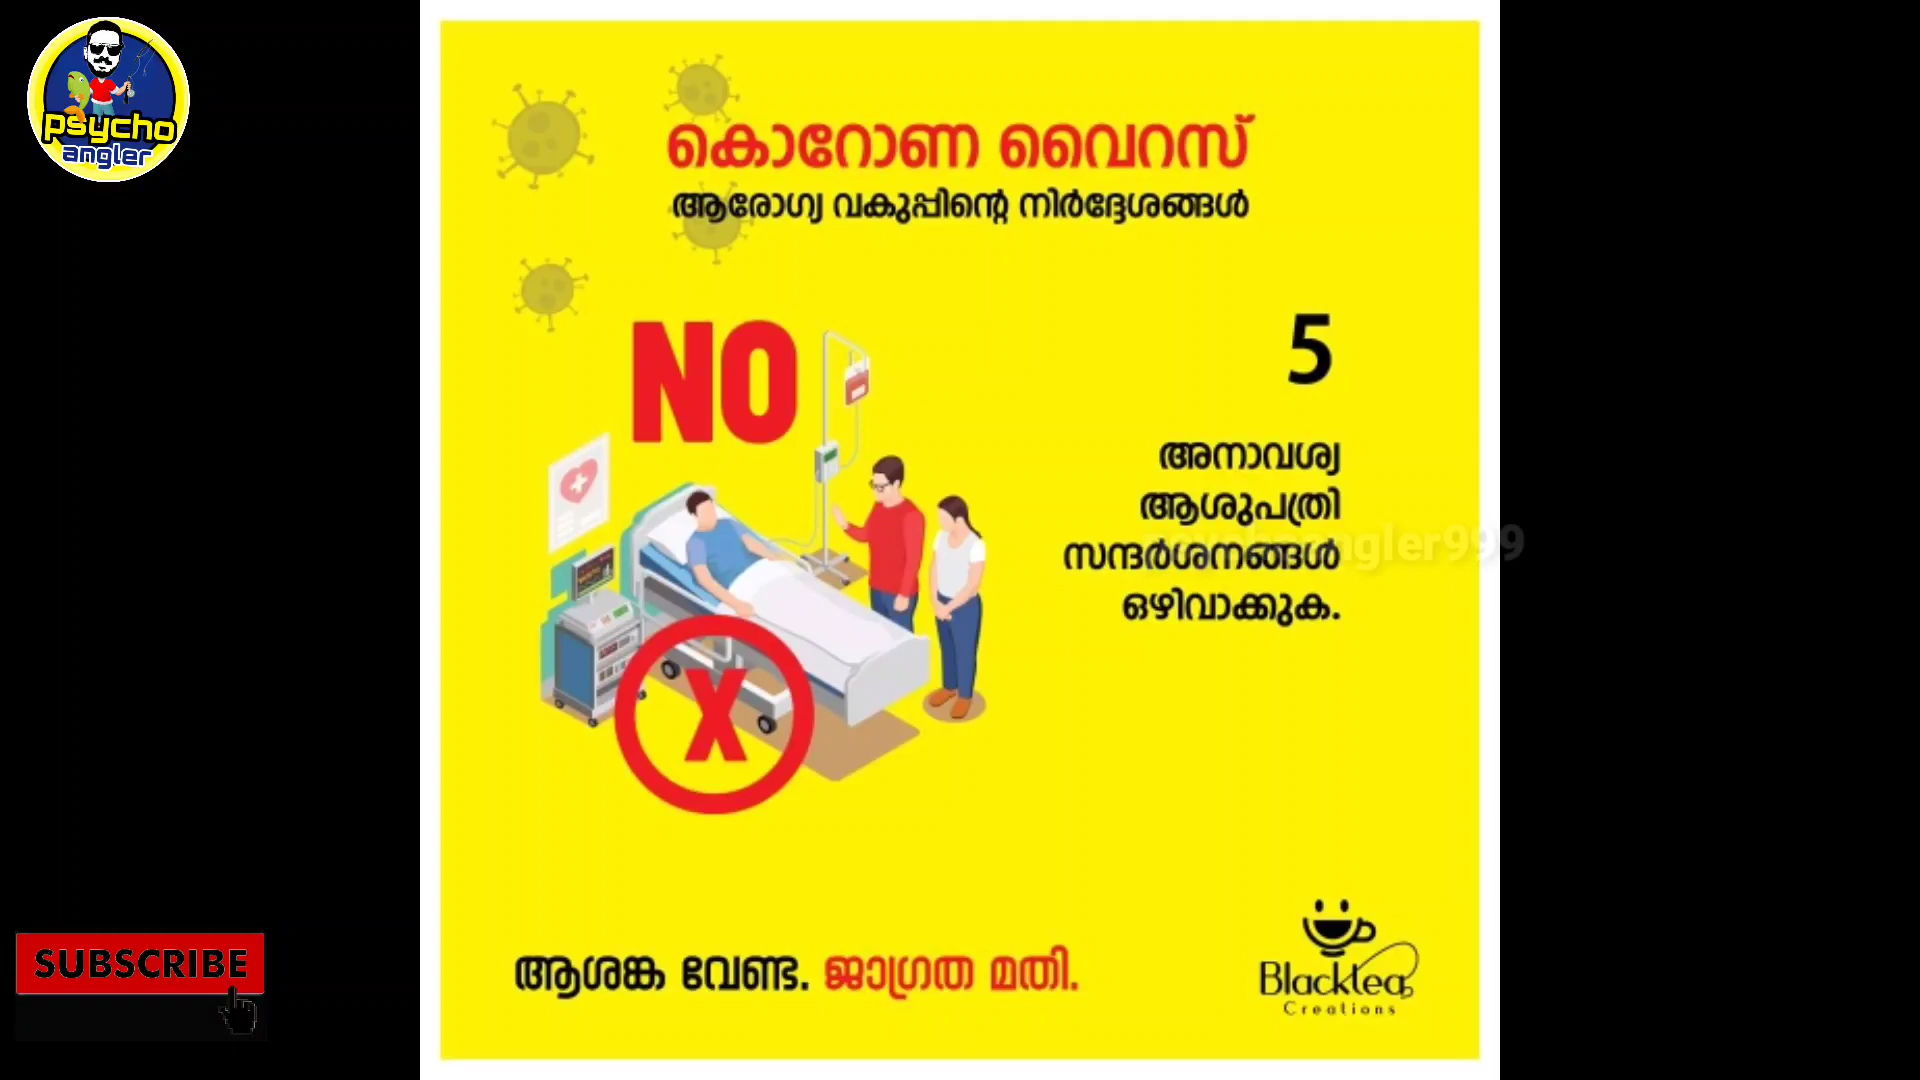 psycho
angler
കൊറോണ വൈറസ്
ആരോഗ്യ വകുപ്പിന്റെ നിർദ്ദേശങ്ങൾ
NO
5
അനാവശ്യ
ആശുപത്രി
സന്ദർശനങ്ങൾ
ഒഴിവാക്കുക.
X
SUBSCRIBE
ആശങ്ക വേണ്ട. ജാഗ്രത മതി.
Blacktea
Creations